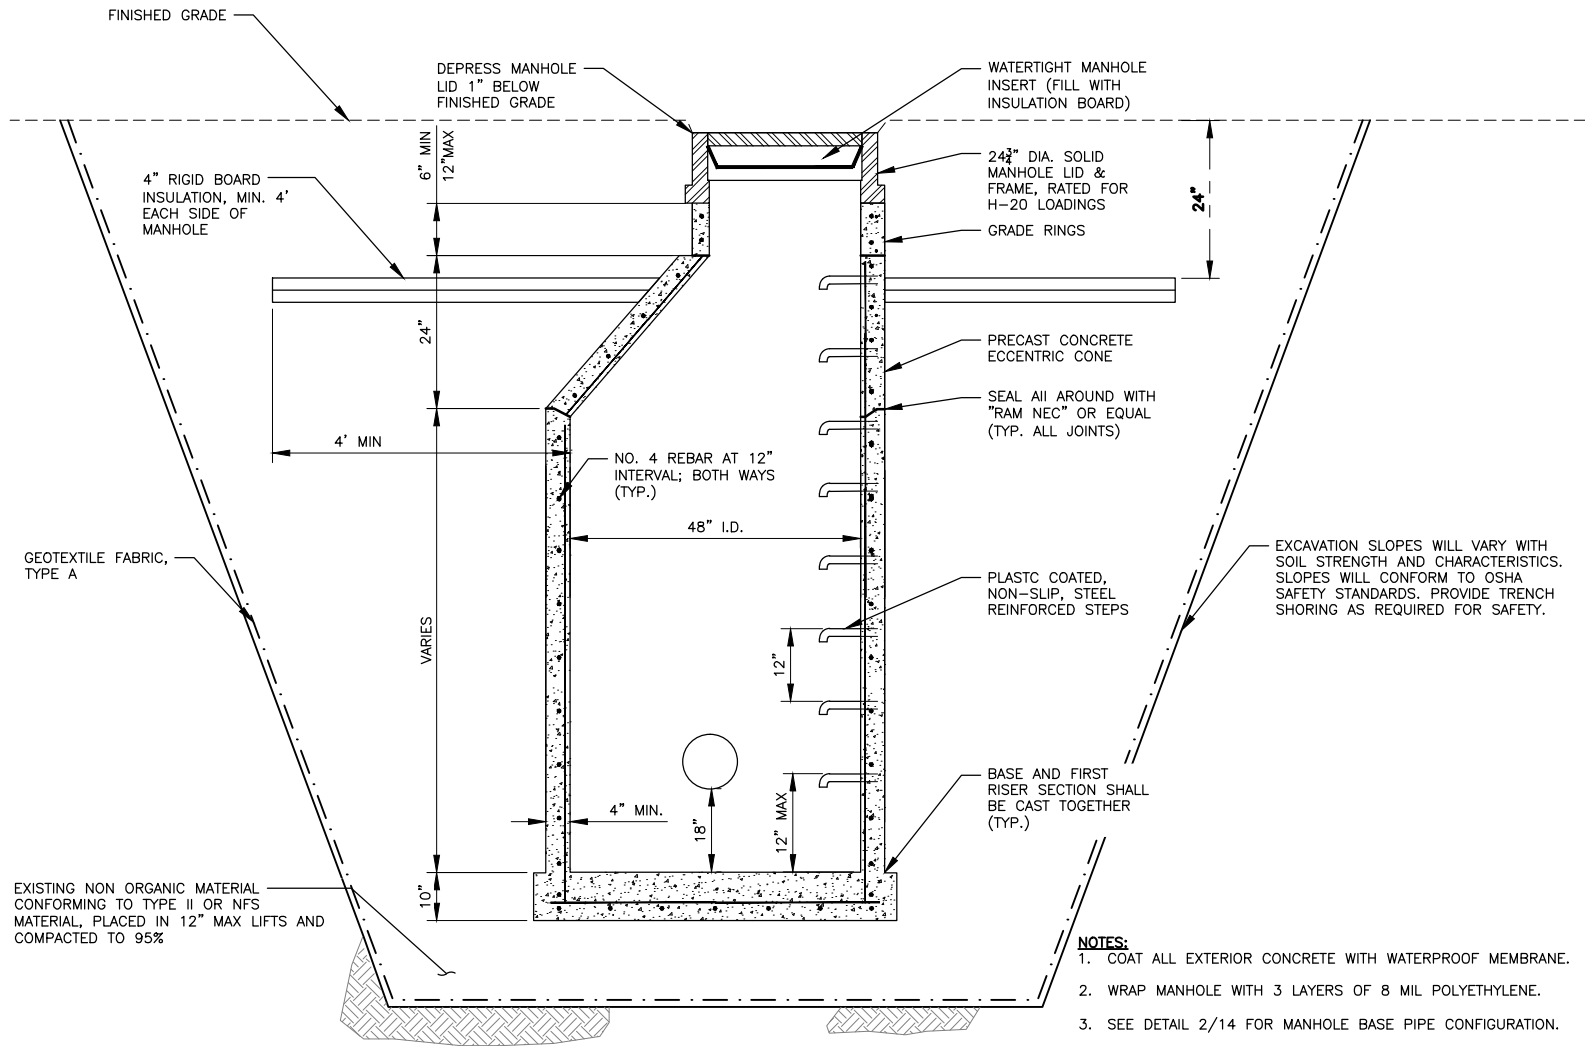 FINISHED GRADE
DEPRESS MANHOLE
LID 1" BELOW
FINISHED GRADE
WATERTIGHT MANHOLE
INSERT (FILL WITH
INSULATION BOARD)
6" MIN
12"MAX
4" RIGID BOARD
INSULATION, MIN. 4'
EACH SIDE OF
MANHOLE
24¾" DIA. SOLID
MANHOLE LID &
FRAME, RATED FOR
H-20 LOADINGS
24"
GRADE RINGS
24"
PRECAST CONCRETE
ECCENTRIC CONE
SEAL All AROUND WITH
"RAM NEC" OR EQUAL
(TYP. ALL JOINTS)
4' MIN
NO. 4 REBAR AT 12"
INTERVAL; BOTH WAYS
(TYP.)
48" I.D.
GEOTEXTILE FABRIC,
TYPE A
EXCAVATION SLOPES WILL VARY WITH
SOIL STRENGTH AND CHARACTERISTICS.
SLOPES WILL CONFORM TO OSHA
SAFETY STANDARDS. PROVIDE TRENCH
SHORING AS REQUIRED FOR SAFETY.
PLASTC COATED,
NON-SLIP, STEEL
REINFORCED STEPS
VARIES
12"
BASE AND FIRST
RISER SECTION SHALL
BE CAST TOGETHER
(TYP.)
4" MIN.
18"
12" MAX
10"
EXISTING NON ORGANIC MATERIAL
CONFORMING TO TYPE II OR NFS
MATERIAL, PLACED IN 12" MAX LIFTS AND
COMPACTED TO 95%
NOTES:
1. COAT ALL EXTERIOR CONCRETE WITH WATERPROOF MEMBRANE.
2. WRAP MANHOLE WITH 3 LAYERS OF 8 MIL POLYETHYLENE.
3. SEE DETAIL 2/14 FOR MANHOLE BASE PIPE CONFIGURATION.